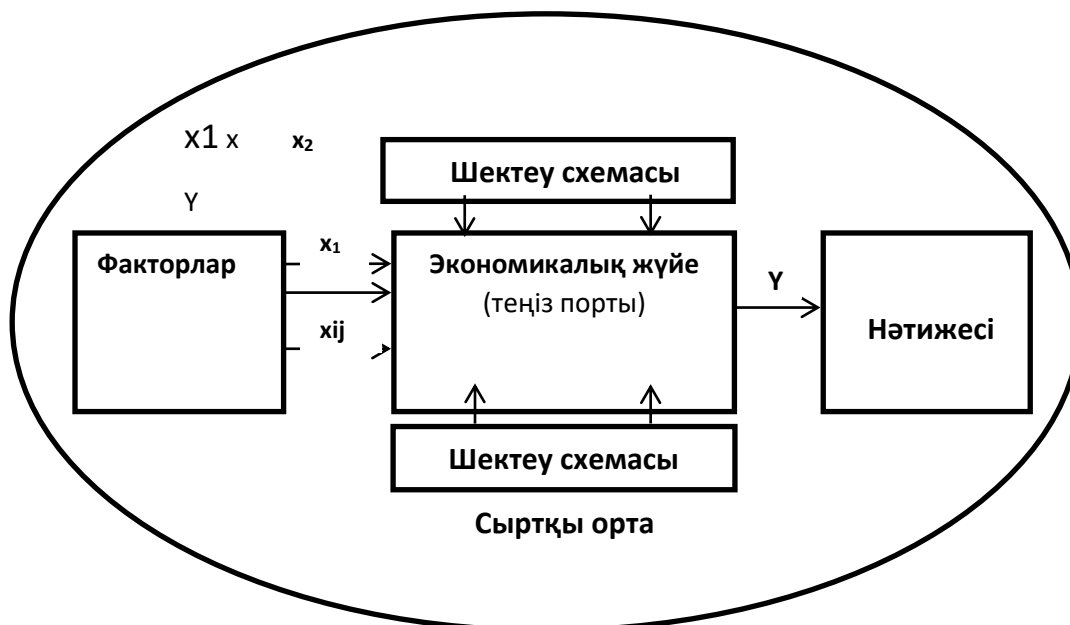 x1 x x₂
Шектеу схемасы
Y
Факторлар
x₁
xij
Экономикалық жүйе
(теңіз порты)
Y
Нәтижесі
Шектеу схемасы
Сыртқы орта